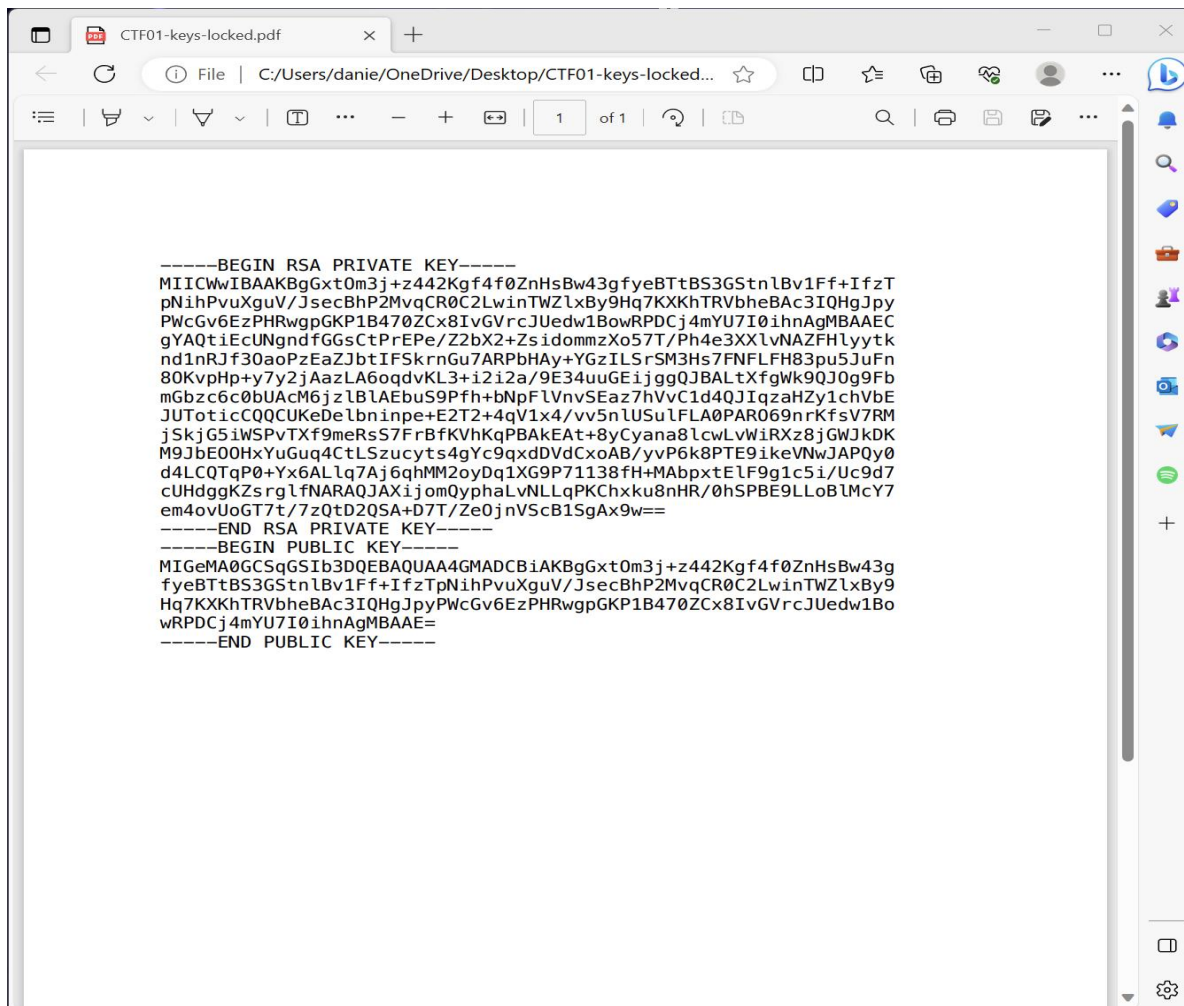 CTF01-keys-locked.pdf
File | C:/Users/danie/OneDrive/Desktop/CTF01-keys-locked...
1 of 1
-----BEGIN RSA PRIVATE KEY-----
MIICWwIBAAKBgGxtOm3j+z442Kgf4f0ZnHsBw43gfyeBTtBS3GStnlBv1Ff+IfzT
pNihPvuXguV/JsecBhP2MvqCR0C2LwinTWZlxBy9Hq7KXKhTRVbheBAc3IQHgJpy
PWcGv6EzPHRwgpGKP1B470ZCx8IvGVrcJUedw1BowRPDCj4mYU7I0ihnAgMBAAEC
gYAQtiEcUNgndfGGsCtPrEPe/Z2bX2+ZsidommzXo57T/Ph4e3XXlvNAZFHlyytk
nd1nRJf3OaoPzEaZJbtIFSkrnGu7ARPbHAy+YGzILSrSM3Hs7FNFLFH83pu5JuFn
8OKvpHp+y7y2jAazLA6oqdvKL3+i2i2a/9E34uuGEijggQJBALtXfgWk9QJOg9Fb
mGbzc6c0bUAcM6jzlBlAEbuS9Pfh+bNpFlVnvSEaz7hVvC1d4QJIqzaHZy1chVbE
JUToticCQQCUKeDelbninpe+E2T2+4qV1x4/vv5nlUSulFLA0PARO69nrKfsV7RM
jSkjG5iWSPvTXf9meRsS7FrBfKVhKqPBAkEAt+8yCyana8lcwLvWiRXz8jGWJkDK
M9JbEOOHxYuGuq4CtLSzucyts4gYc9qxdDVdCxoAB/yvP6k8PTE9ikeVNwJAPQy0
d4LCQTqP0+Yx6ALlq7Aj6qhMM2oyDq1XG9P71138fH+MAbpxtElF9g1c5i/Uc9d7
cUHdggKZsrglfNARAQJAXijomQyphaLvNLLqPKChxku8nHR/0hSPBE9LLoBlMcY7
em4ovUoGT7t/7zQtD2QSA+D7T/ZeOjnVScB1SgAx9w==
-----END RSA PRIVATE KEY-----
-----BEGIN PUBLIC KEY-----
MIGeMA0GCSqGSIb3DQEBAQUAA4GMADCBiAKBgGxtOm3j+z442Kgf4f0ZnHsBw43g
fyeBTtBS3GStnlBv1Ff+IfzTpNihPvuXguV/JsecBhP2MvqCR0C2LwinTWZlxBy9
Hq7KXKhTRVbheBAc3IQHgJpyPWcGv6EzPHRwgpGKP1B470ZCx8IvGVrcJUedw1Bo
wRPDCj4mYU7I0ihnAgMBAAE=
-----END PUBLIC KEY-----